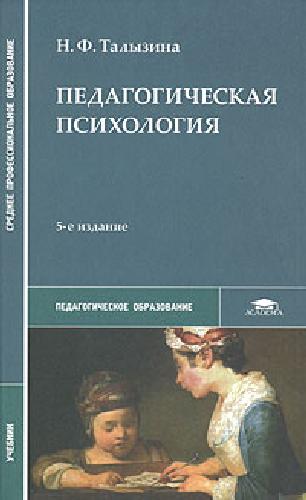 Н. Ф. Талызина
ПЕДАГОГИЧЕСКАЯ
ПСИХОЛОГИЯ
5-е издание
ПЕДАГОГИЧЕСКОЕ ОБРАЗОВАНИЕ
ACADEMA
СРЕДНЕЕ ПРОФЕССИОНАЛЬНОЕ ОБРАЗОВАНИЕ
УЧЕБНИК